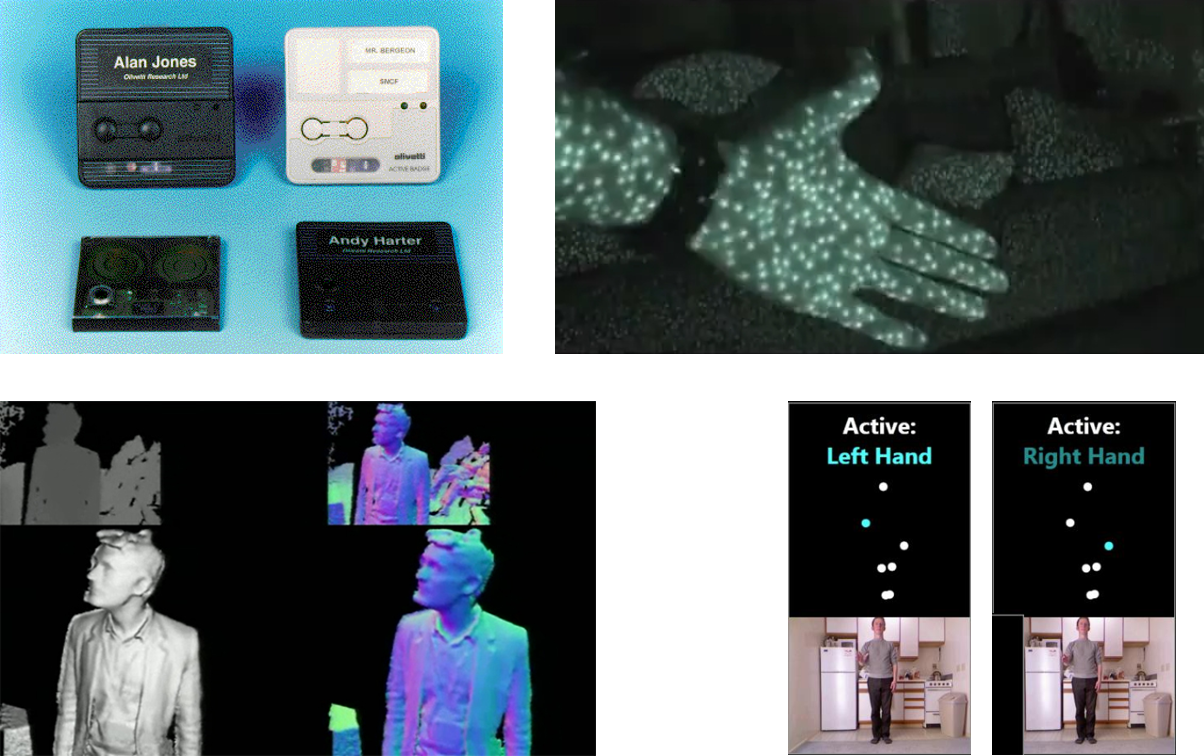 Alan Jones
Olivetti Research Ltd
MR. BERGEON
SNCF
olivetti
ACTIVE BADGE
Andy Harter
Olivetti Research Ltd
Active:
Left Hand
Active:
Right Hand